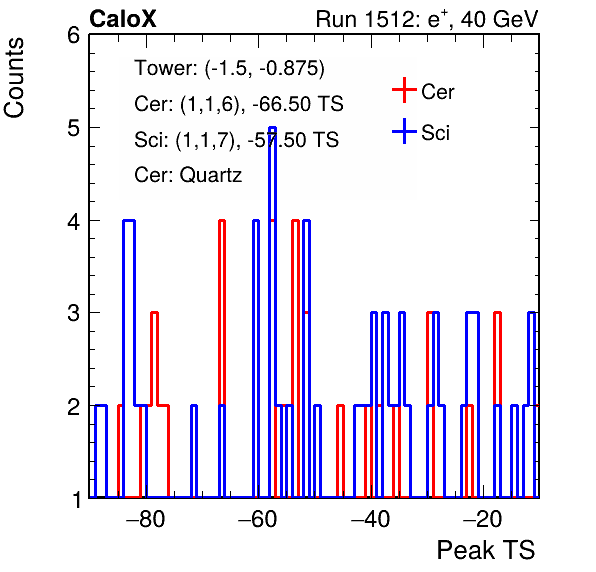 CaloX Run 1512: e⁺, 40 GeV
Counts
6
Tower: (-1.5, -0.875)
Cer: (1,1,6), -66.50 TS
Cer
5
Sci: (1,1,7), -57.50 TS
Sci
Cer: Quartz
4
3
2
1
−80 −60 −40 −20
Peak TS